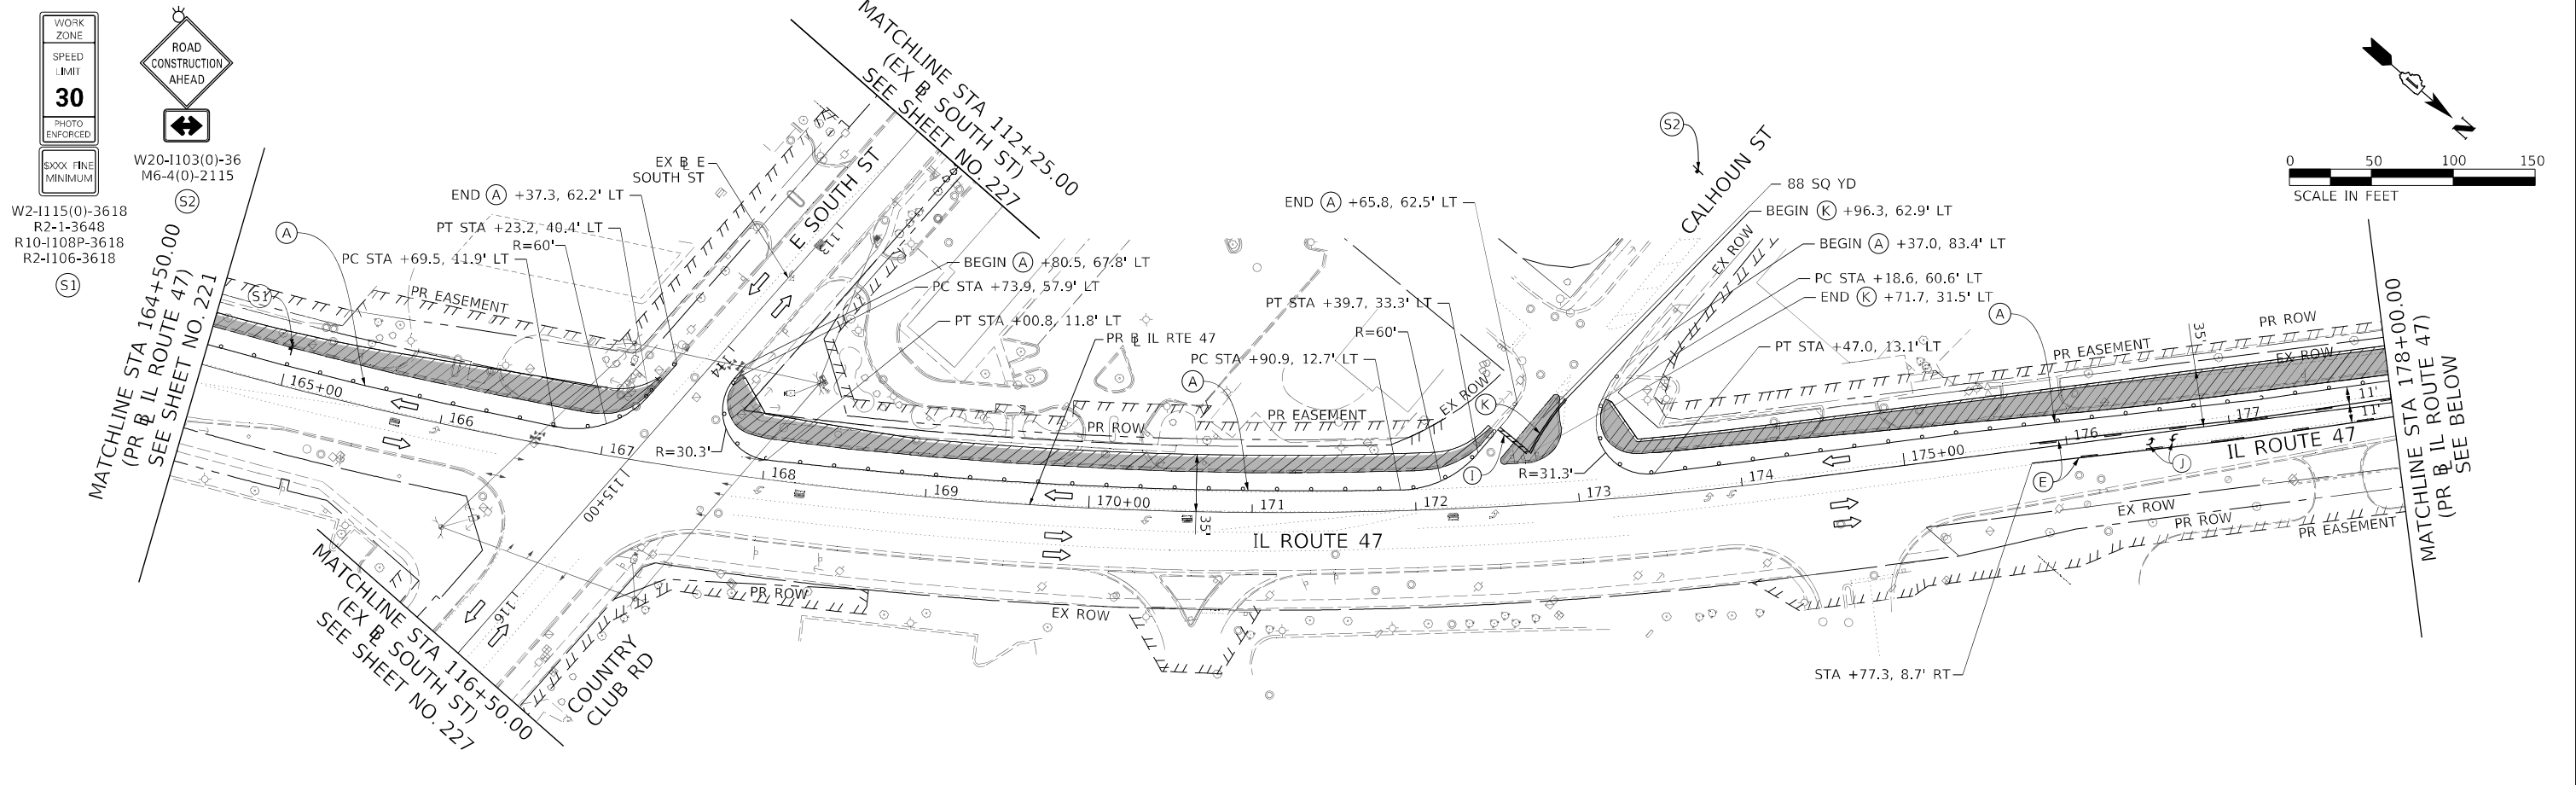 WORK
ZONE
SPEED
LIMIT
30
PHOTO
ENFORCED
$XXX FINE
MINIMUM
W2-I115(0)-3618
R2-1-3648
R10-I108P-3618
R2-I106-3618
S1
ROAD
CONSTRUCTION
AHEAD
W20-I103(0)-36
M6-4(0)-2115
S2
MATCHLINE STA 164+50.00
(PR BL IL ROUTE 47)
SEE SHEET NO. 221
A
S1
PR EASEMENT
END A +37.3, 62.2' LT
PT STA +23.2, 40.4' LT
R=60'
PC STA +69.5, 11.9' LT
EX BL E
SOUTH ST
E SOUTH ST
MATCHLINE STA 112+25.00
(EX BL SOUTH ST)
SEE SHEET NO. 227
113
114
BEGIN A +80.5, 67.8' LT
PC STA +73.9, 57.9' LT
PT STA +00.8, 11.8' LT
PR BL IL RTE 47
R=30.3'
165+00
166
167
168
169
170+00
171
172
173
174
175+00
176
177
115+00
116
PR ROW
PR EASEMENT
EX ROW
END A +65.8, 62.5' LT
PT STA +39.7, 33.3' LT
R=60'
PC STA +90.9, 12.7' LT
A
K
I
35'
IL ROUTE 47
S2
CALHOUN ST
88 SQ YD
BEGIN K +96.3, 62.9' LT
EX ROW
BEGIN A +37.0, 83.4' LT
PC STA +18.6, 60.6' LT
END K +71.7, 31.5' LT
PT STA +47.0, 13.1' LT
R=31.3'
A
35'
PR EASEMENT
PR ROW
EX ROW
11'
11'
IL ROUTE 47
E
J
EX ROW
PR ROW
PR EASEMENT
STA +77.3, 8.7' RT
MATCHLINE STA 178+00.00
(PR BL IL ROUTE 47)
SEE BELOW
N
0 50 100 150
SCALE IN FEET
PR ROW
EX ROW
COUNTRY
CLUB RD
MATCHLINE STA 116+50.00
(EX BL SOUTH ST)
SEE SHEET NO. 227